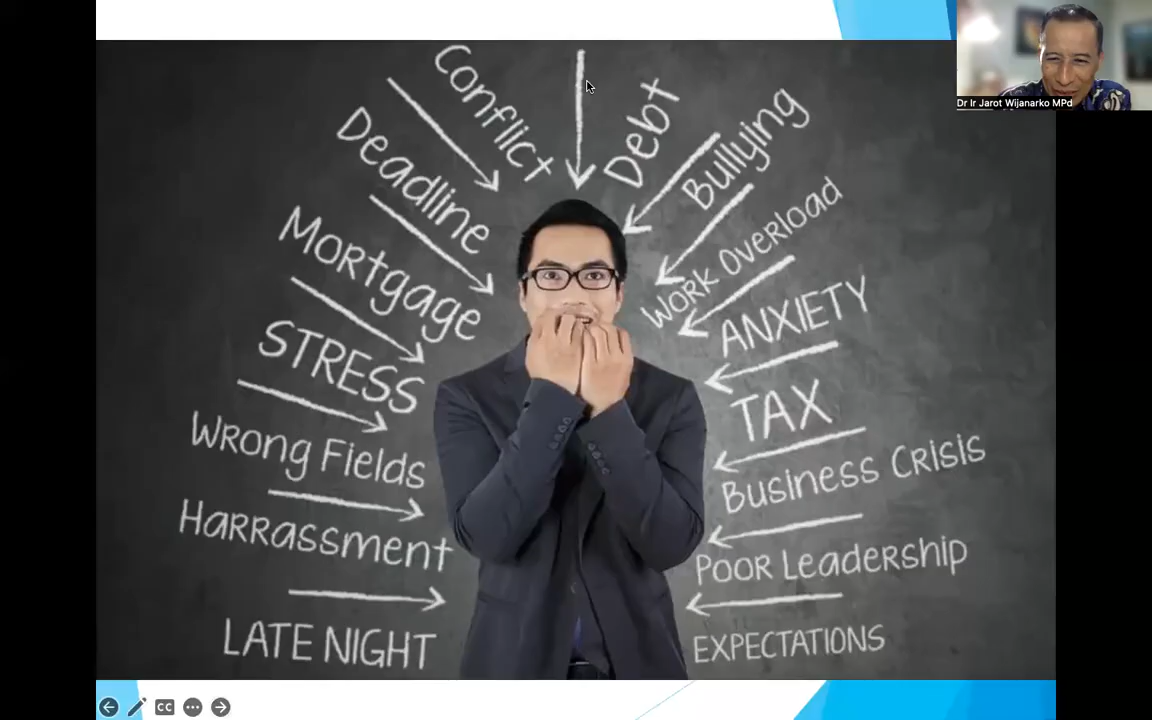 Conflict
Debt
Deadline
Bullying
Mortgage
WORK OVERLOAD
STRESS
ANXIETY
Wrong Fields
TAX
Harrassment
Business Crisis
LATE NIGHT
Poor Leadership
EXPECTATIONS
Dr Ir Jarot Wijanarko MPd
CC